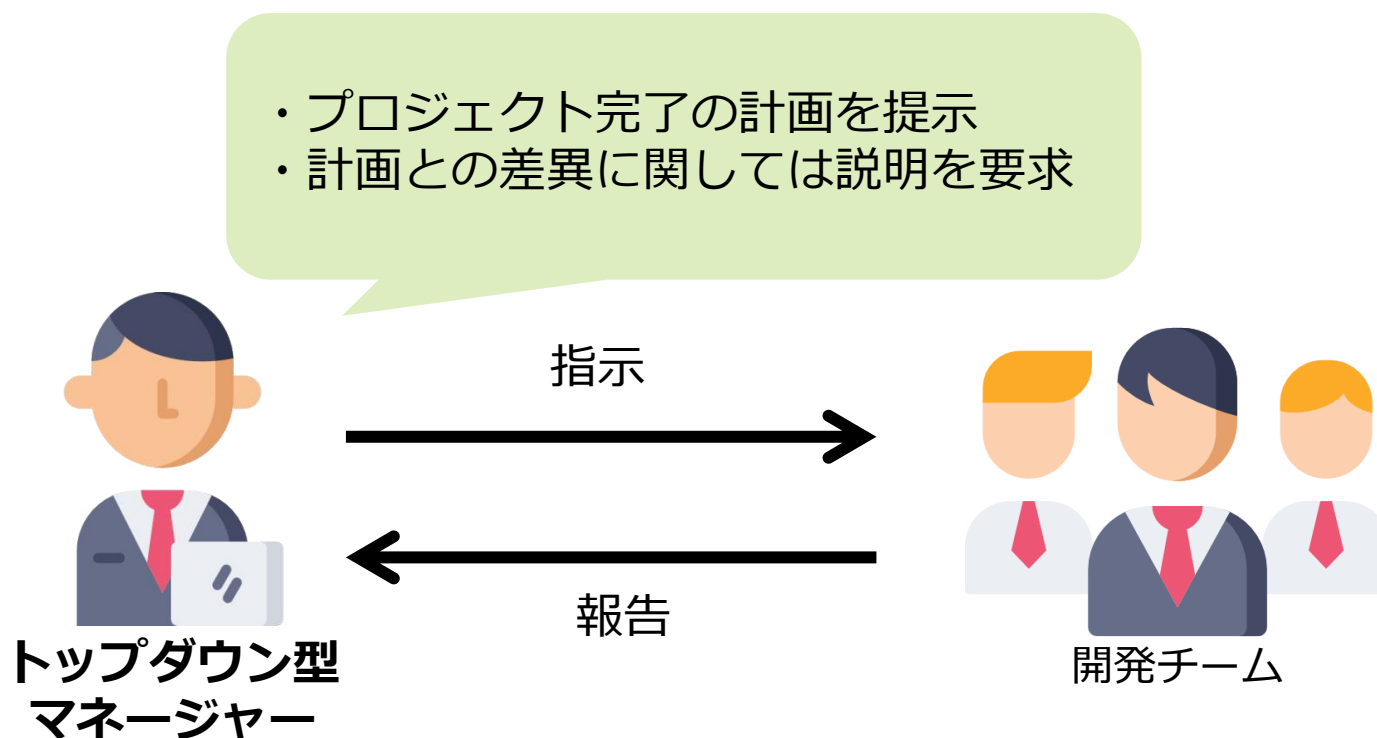 ・プロジェクト完了の計画を提示
・計画との差異に関しては説明を要求
指示
報告
トップダウン型
マネージャー
開発チーム